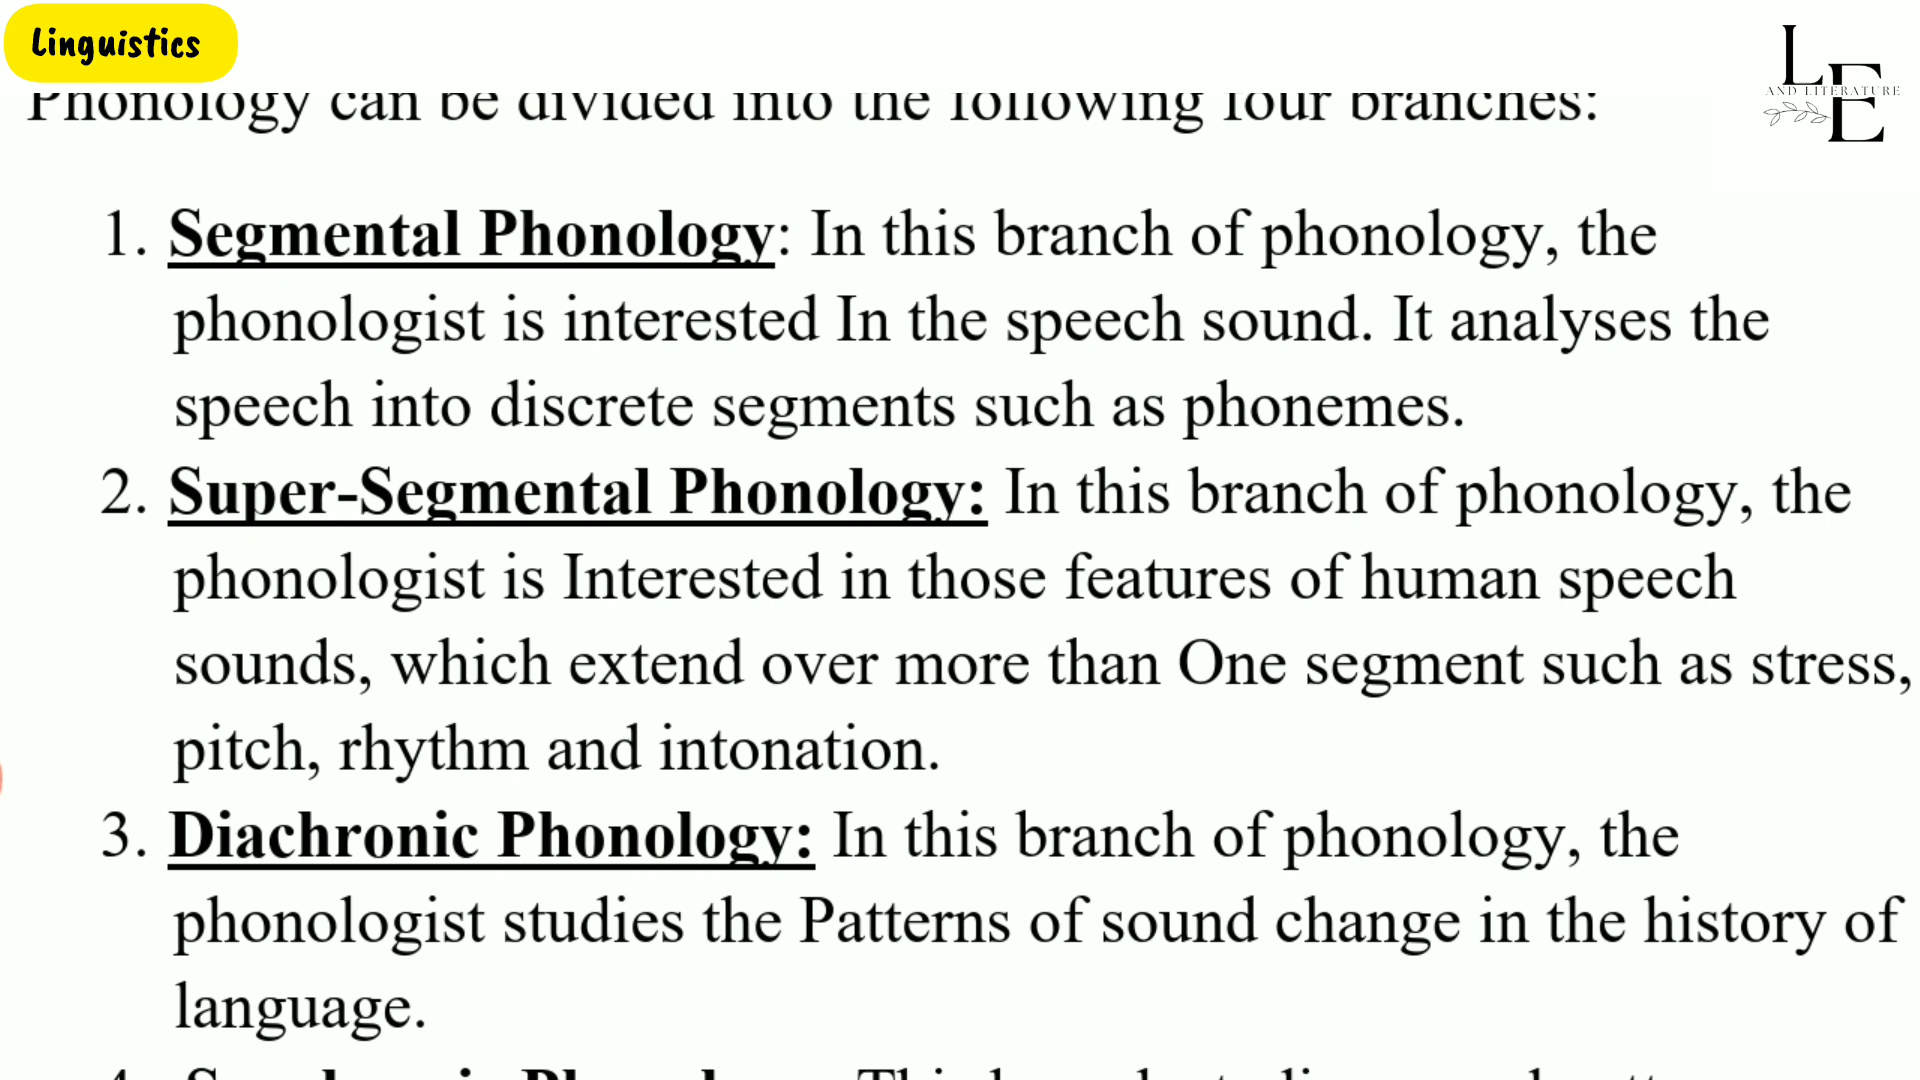 Linguistics
L E
AND LITERATURE
Phonology can be divided into the following four branches:
1. Segmental Phonology: In this branch of phonology, the
phonologist is interested In the speech sound. It analyses the
speech into discrete segments such as phonemes.
2. Super-Segmental Phonology: In this branch of phonology, the
phonologist is Interested in those features of human speech
sounds, which extend over more than One segment such as stress,
pitch, rhythm and intonation.
3. Diachronic Phonology: In this branch of phonology, the
phonologist studies the Patterns of sound change in the history of
language.